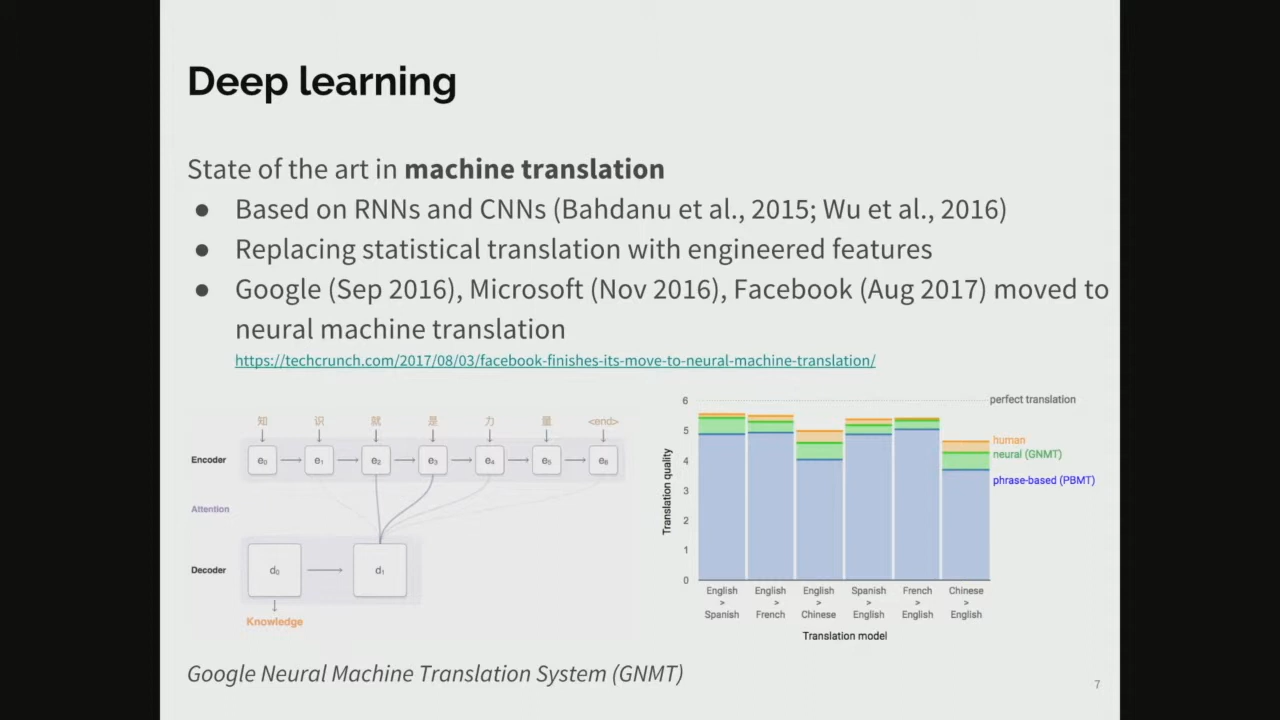 Deep learning
State of the art in machine translation
● Based on RNNs and CNNs (Bahdanu et al., 2015; Wu et al., 2016)
● Replacing statistical translation with engineered features
● Google (Sep 2016), Microsoft (Nov 2016), Facebook (Aug 2017) moved to
neural machine translation
https://techcrunch.com/2017/08/03/facebook-finishes-its-move-to-neural-machine-translation/
知 识 就 是 力 量 <end>
Encoder e₀ e₁ e₂ e₃ e₄ e₅ e₆
Attention
Decoder d₀ d₁
Knowledge
6 perfect translation
5
4
3
2
1
0
Translation quality
human
neural (GNMT)
phrase-based (PBMT)
English > Spanish
English > French
English > Chinese
Spanish > English
French > English
Chinese > English
Translation model
Google Neural Machine Translation System (GNMT)
7